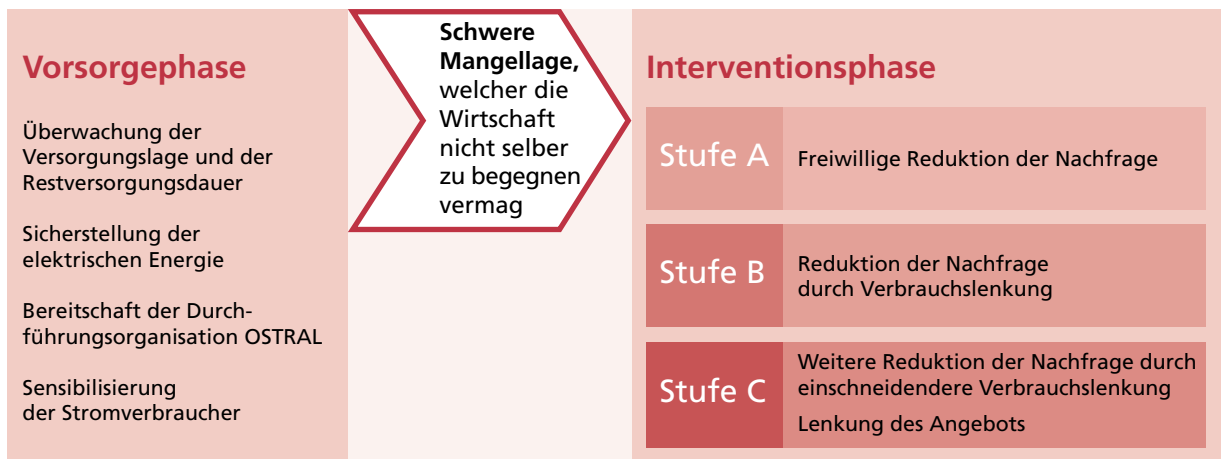 Vorsorgephase
Überwachung der
Versorgungslage und der
Restversorgungsdauer
Sicherstellung der
elektrischen Energie
Bereitschaft der Durch-
führungsorganisation OSTRAL
Sensibilisierung
der Stromverbraucher
Schwere
Mangellage,
welcher die
Wirtschaft
nicht selber
zu begegnen
vermag
Interventionsphase
Stufe A
Freiwillige Reduktion der Nachfrage
Stufe B
Reduktion der Nachfrage
durch Verbrauchslenkung
Stufe C
Weitere Reduktion der Nachfrage durch
einschneidendere Verbrauchslenkung
Lenkung des Angebots